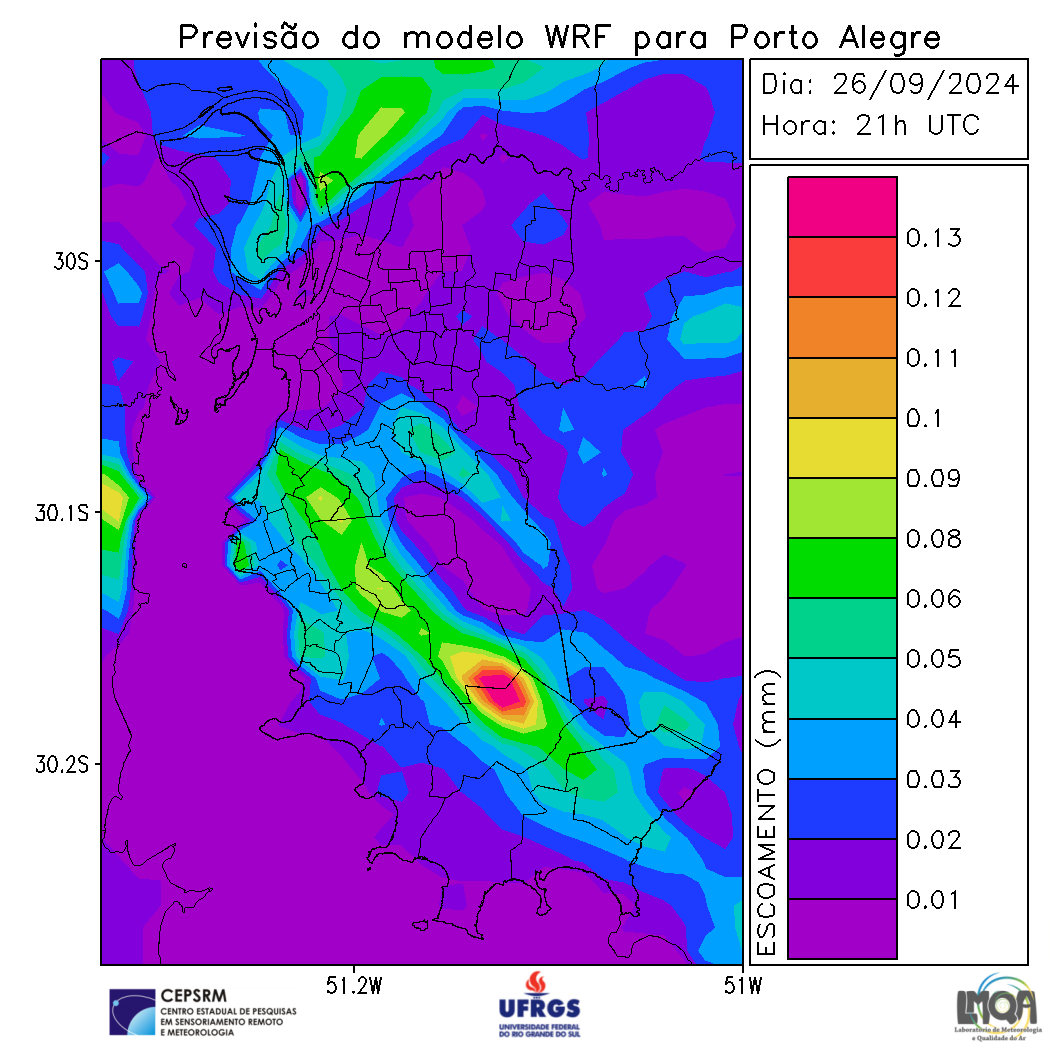 Previsão do modelo WRF para Porto Alegre
Dia: 26/09/2024
Hora: 21h UTC
30S
30.1S
30.2S
51.2W
51W
ESCOAMENTO (mm)
0.13
0.12
0.11
0.1
0.09
0.08
0.06
0.05
0.04
0.03
0.02
0.01
CEPSRM
CENTRO ESTADUAL DE PESQUISAS
EM SENSORIAMENTO REMOTO
E METEOROLOGIA
UFRGS
UNIVERSIDADE FEDERAL
DO RIO GRANDE DO SUL
LMQA
Laboratório de Meteorologia
e Qualidade do Ar